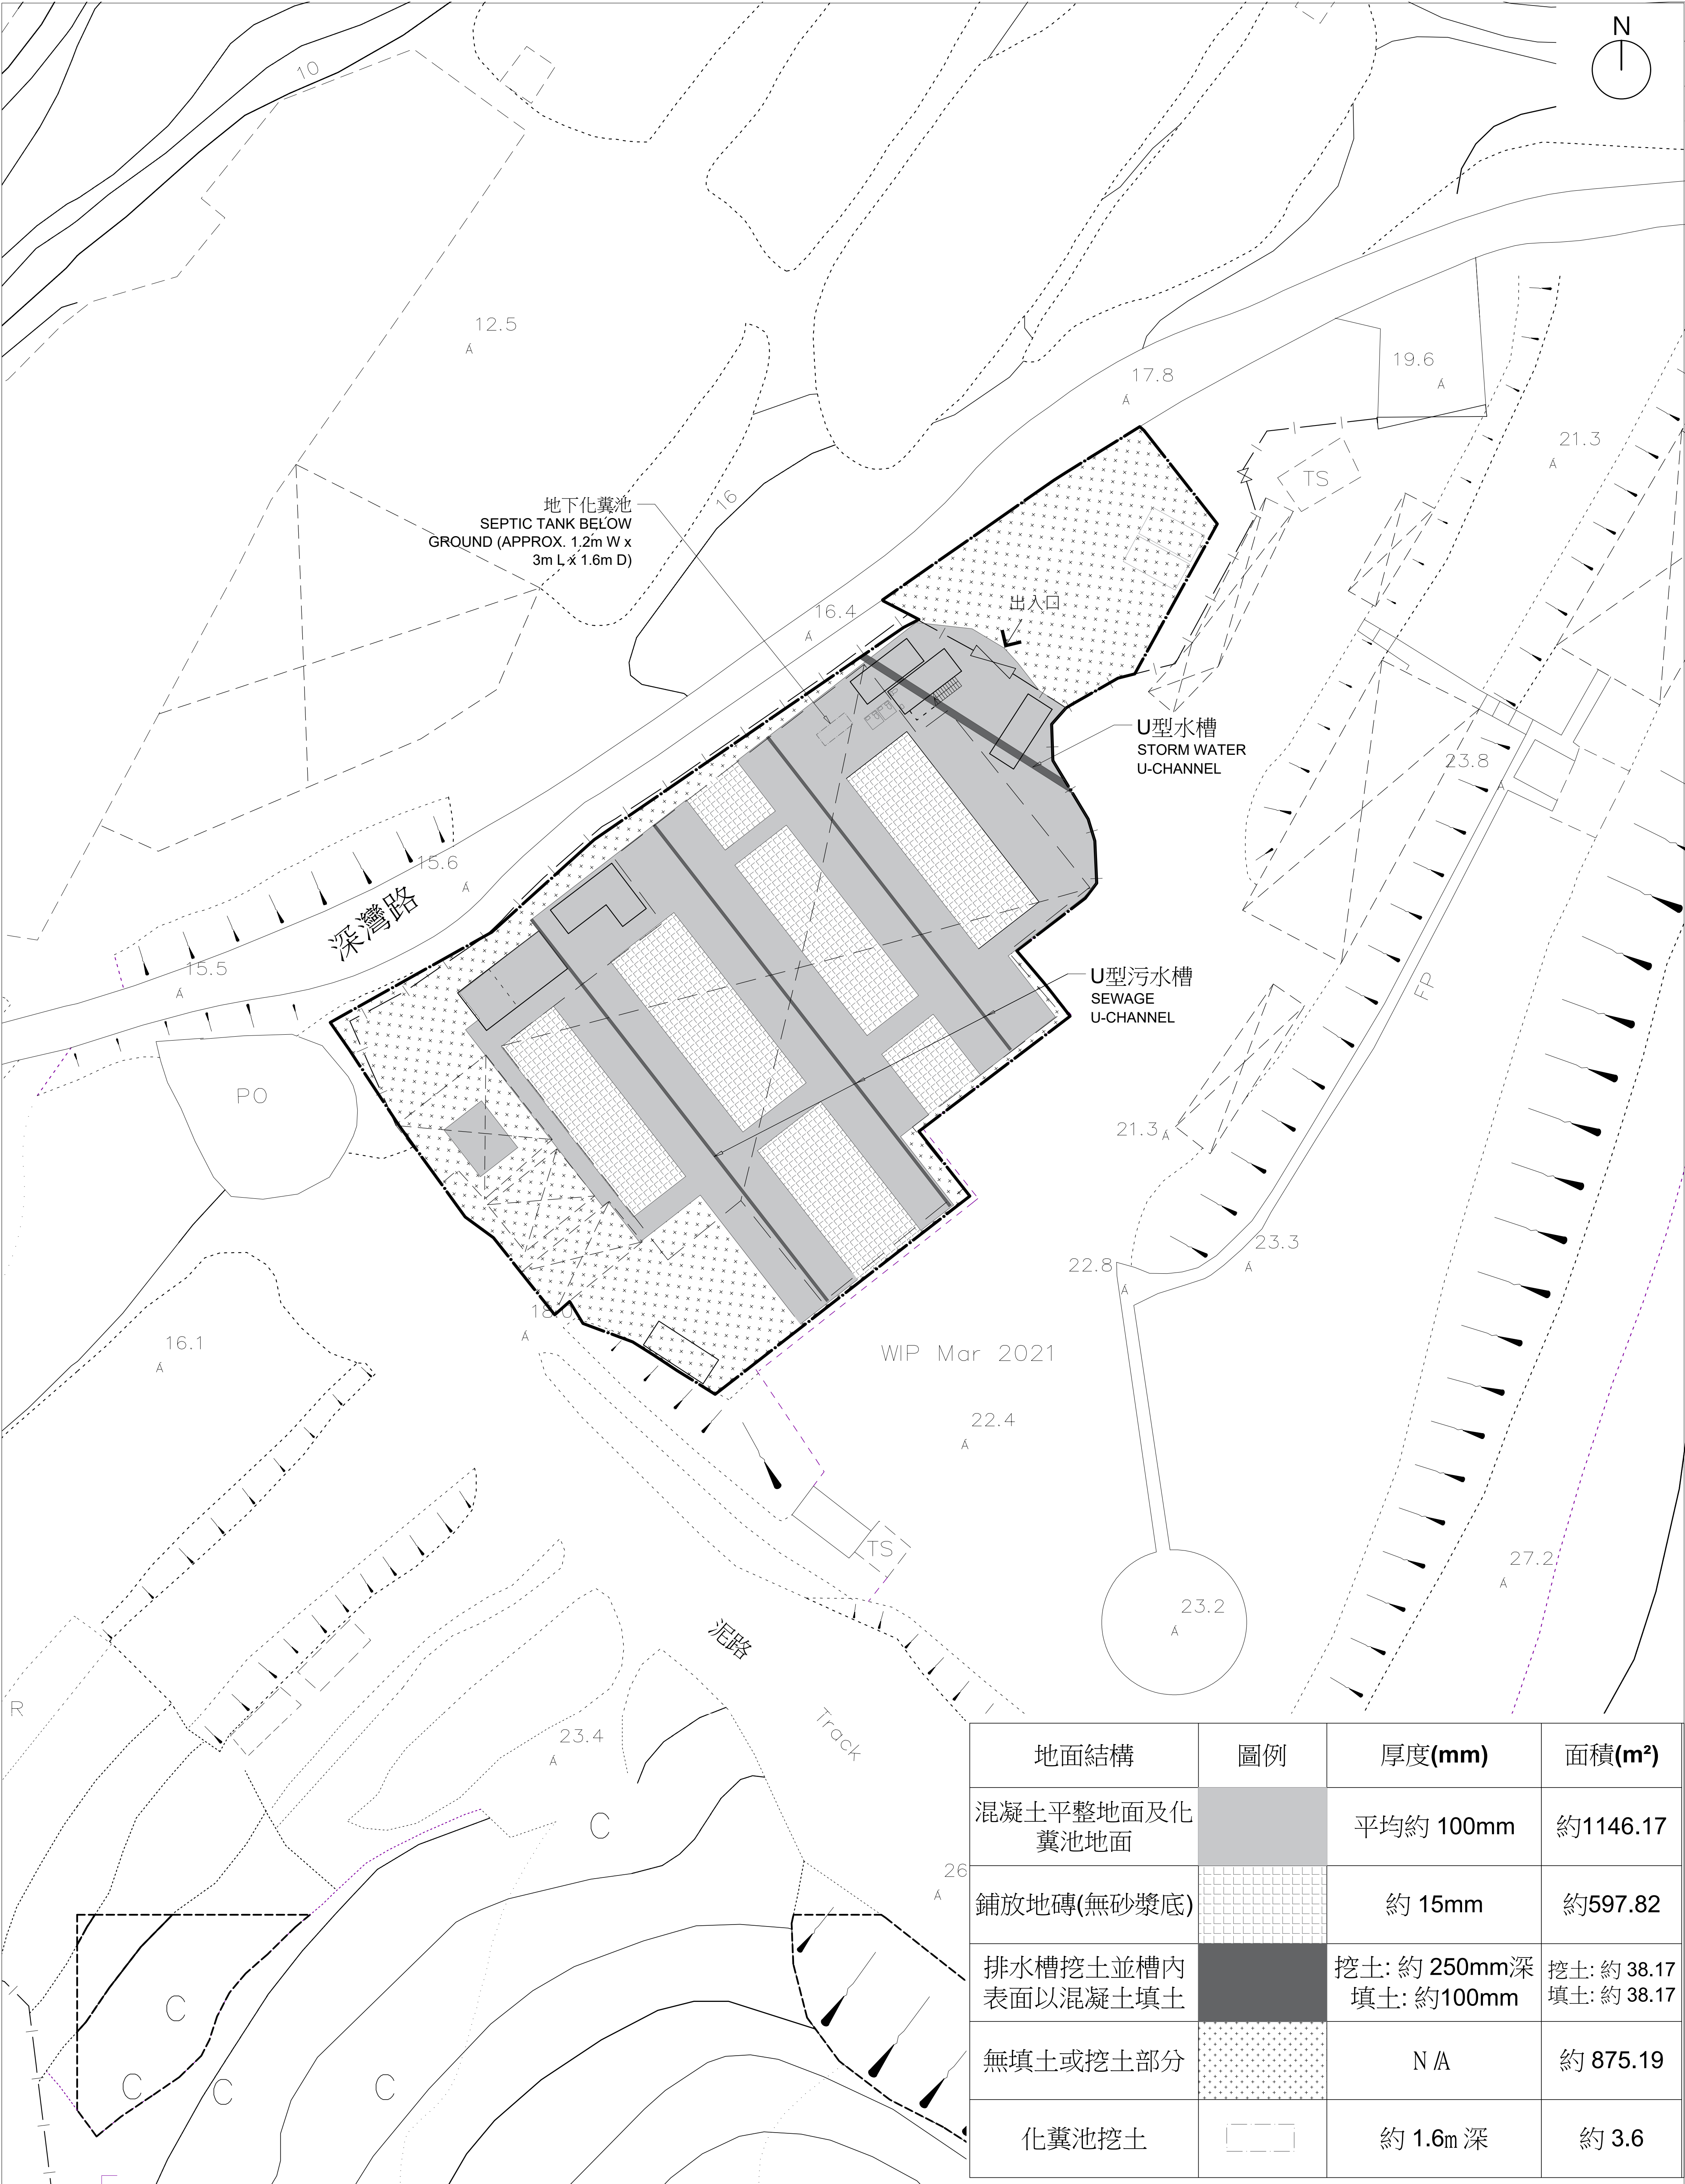 N
10
12.5
17.8
19.6
21.3
TS
16
地下化糞池
SEPTIC TANK BELOW
GROUND (APPROX. 1.2m W x
3m L x 1.6m D)
16.4
出入口
U型水槽
STORM WATER
U-CHANNEL
23.8
15.6
深灣路
15.5
U型污水槽
SEWAGE
U-CHANNEL
FP
PO
21.3
23.3
22.8
18.0
16.1
WIP Mar 2021
22.4
TS
27.2
23.2
泥路
R
Track
23.4
C
26
C
C
C
C
地面結構 圖例 厚度(mm) 面積(m²)
混凝土平整地面及化
糞池地面
平均約 100mm 約1146.17
鋪放地磚(無砂漿底) 約 15mm 約597.82
排水槽挖土並槽內
表面以混凝土填土
挖土: 約 250mm深
填土: 約100mm
挖土: 約 38.17
填土: 約 38.17
無填土或挖土部分 N/A 約 875.19
化糞池挖土 約 1.6m 深 約 3.6